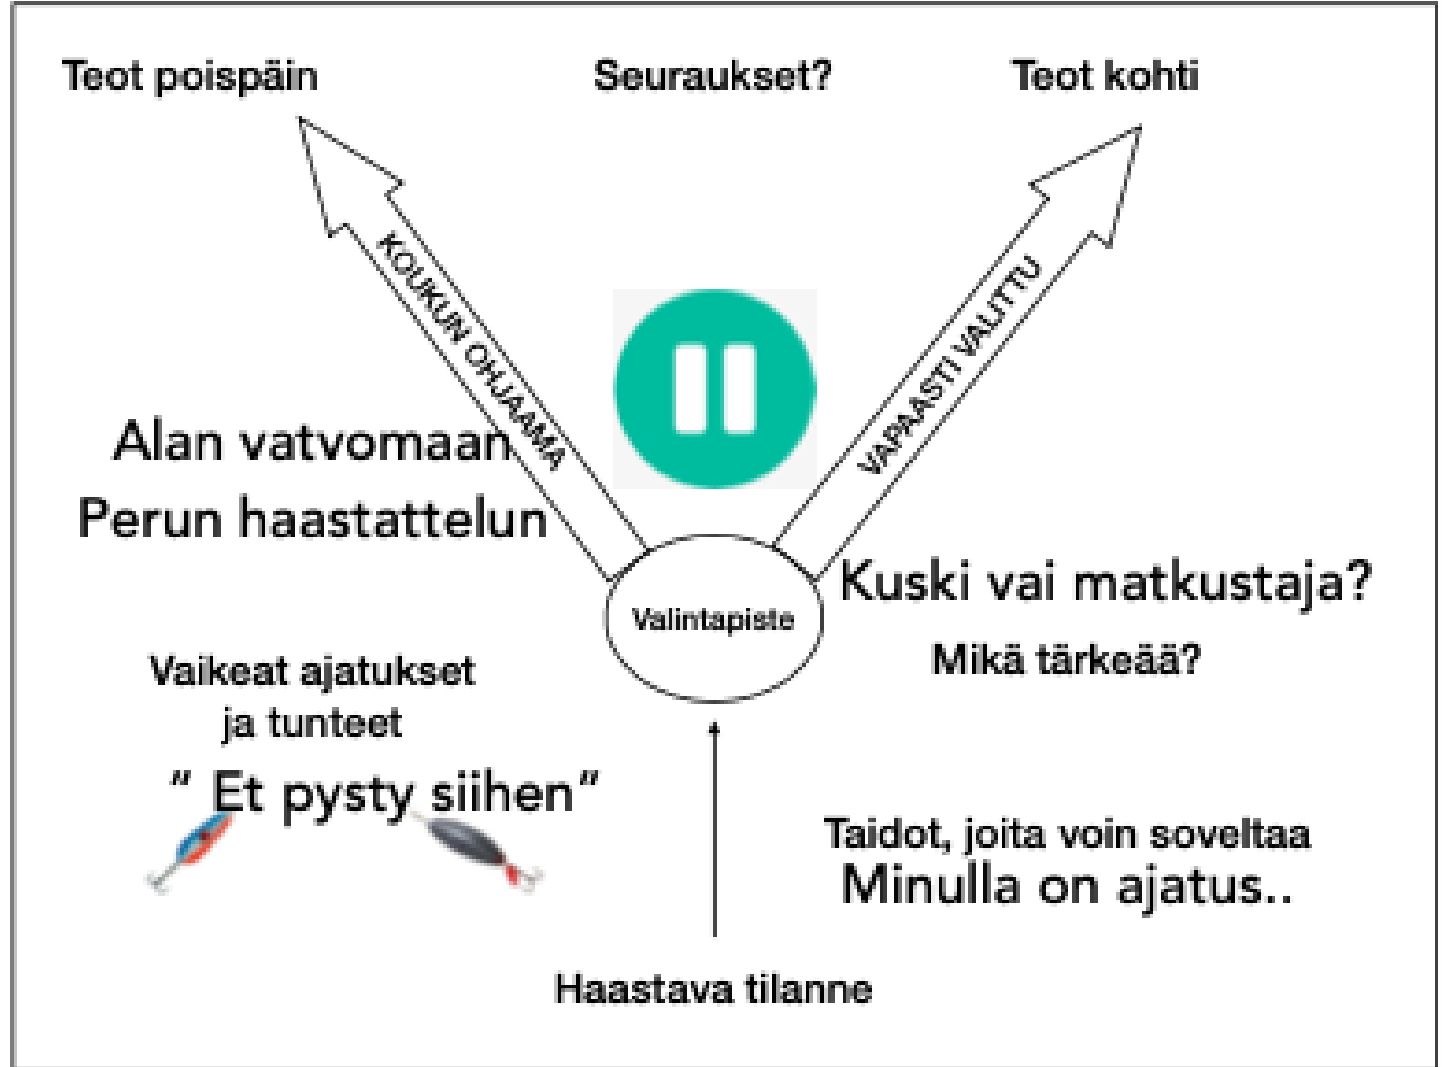 Teot poispäin
Seuraukset?
Teot kohti
KOUKUN OHJAAMA
VAPAASTI VALITTU
Alan vatvomaan
Perun haastattelun
Kuski vai matkustaja?
Valintapiste
Mikä tärkeää?
Vaikeat ajatukset
ja tunteet
“ Et pysty siihen”
Taidot, joita voin soveltaa
Minulla on ajatus..
Haastava tilanne